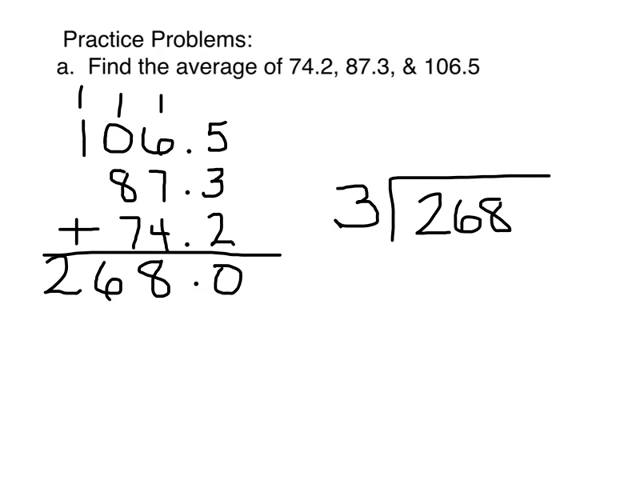 Practice Problems:
a. Find the average of 74.2, 87.3, & 106.5
1 1 1
106.5
87.3
+ 74.2
268.0
3 268